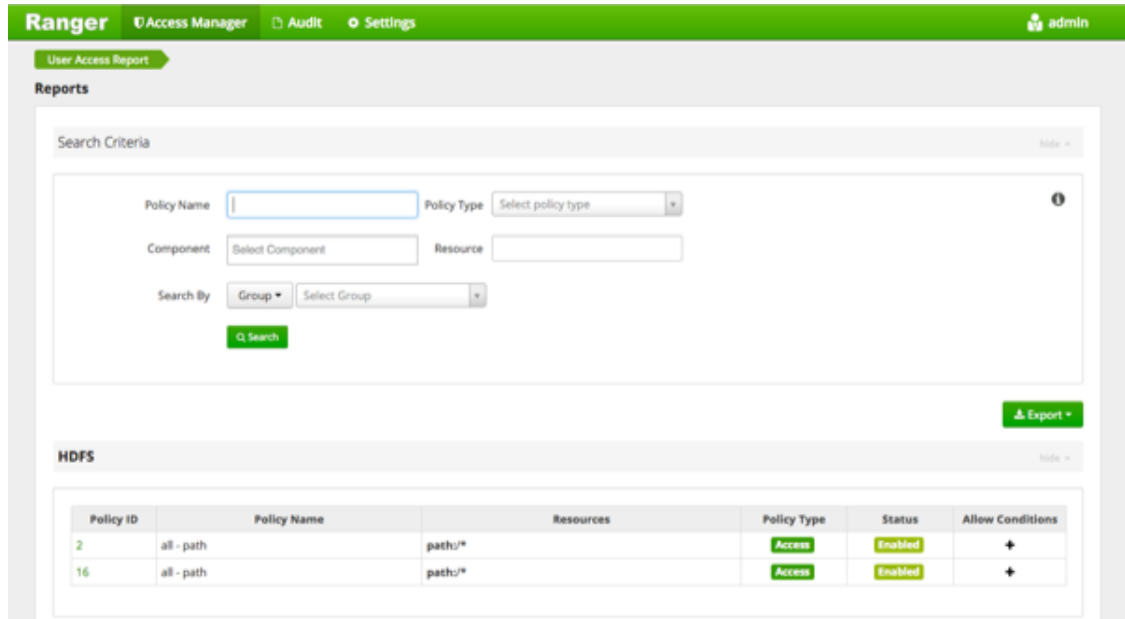 Ranger Access Manager Audit Settings admin
User Access Report
Reports
Search Criteria hide
Policy Name Policy Type Select policy type
Component Select Component Resource
Search By Group Select Group
Search
Export
HDFS hide
Policy ID Policy Name Resources Policy Type Status Allow Conditions
2 all - path path:/* Access Enabled +
16 all - path path:/* Access Enabled +